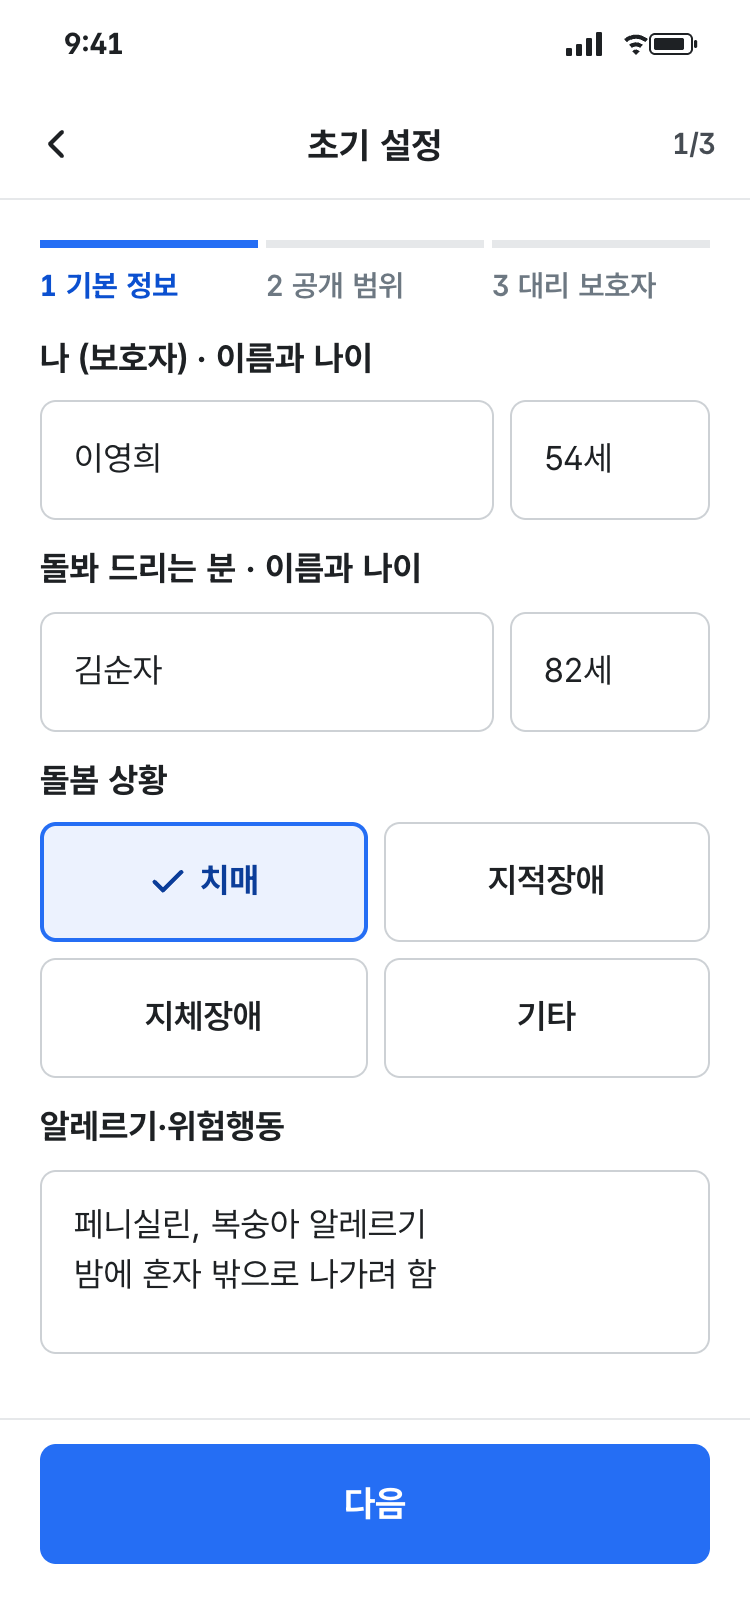 9:41
초기 설정
1/3
1 기본 정보
2 공개 범위
3 대리 보호자
나 (보호자) · 이름과 나이
이영희
54세
돌봐 드리는 분 · 이름과 나이
김순자
82세
돌봄 상황
치매
지적장애
지체장애
기타
알레르기·위험행동
페니실린, 복숭아 알레르기
밤에 혼자 밖으로 나가려 함
다음